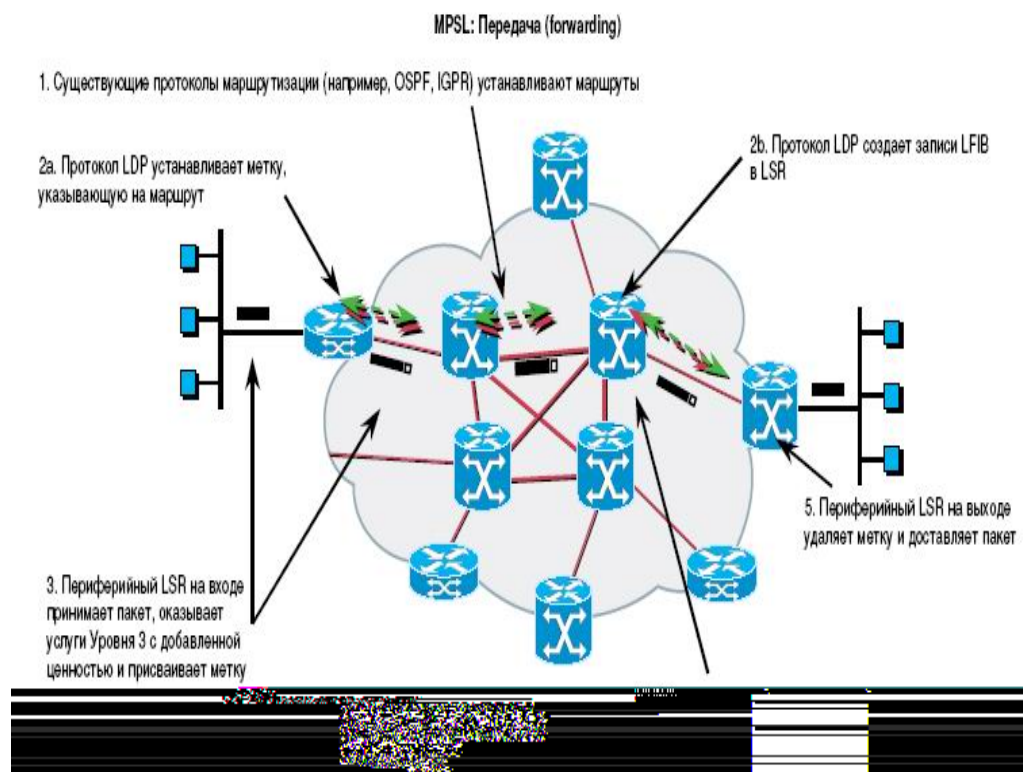 MPSL: Передача (forwarding)
1. Существующие протоколы маршрутизации (например, OSPF, IGPR) устанавливают маршруты
2a. Протокол LDP устанавливает метку,
указывающую на маршрут
2b. Протокол LDP создает записи LFIB
в LSR
3. Периферийный LSR на входе
принимает пакет, оказывает
услуги Уровня 3 с добавленной
ценностью и присваивает метку
5. Периферийный LSR на выходе
удаляет метку и доставляет пакет